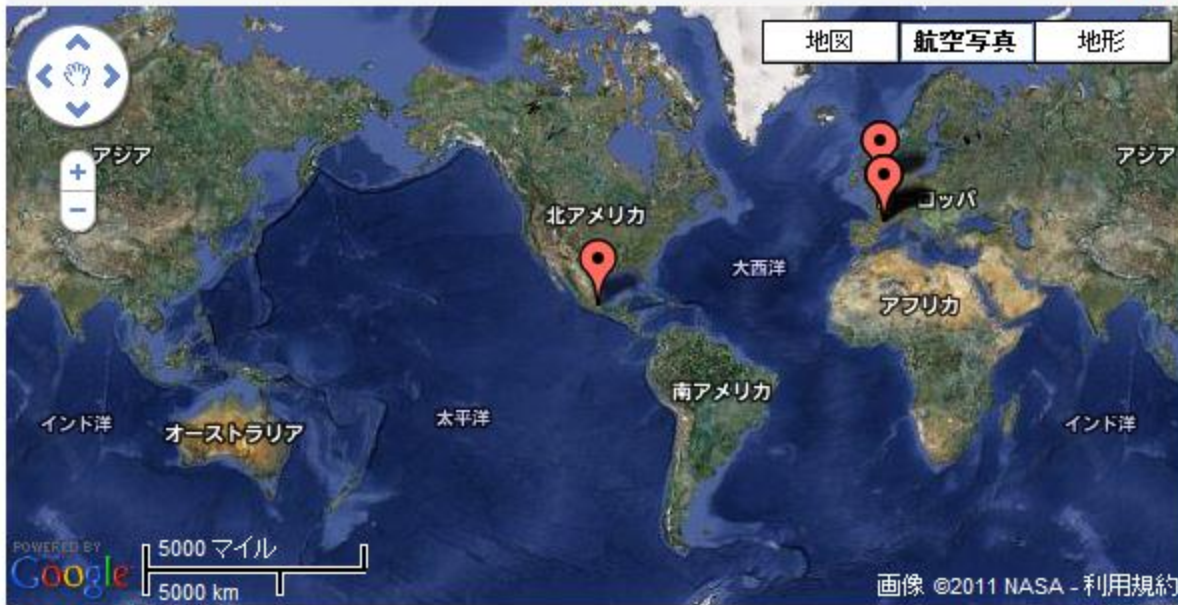 地図 航空写真 地形
アジア
アジア
北アメリカ
ロッパ
大西洋
アフリカ
南アメリカ
インド洋
オーストラリア
太平洋
インド洋
POWERED BY
Google
5000 マイル
5000 km
画像 ©2011 NASA - 利用規約